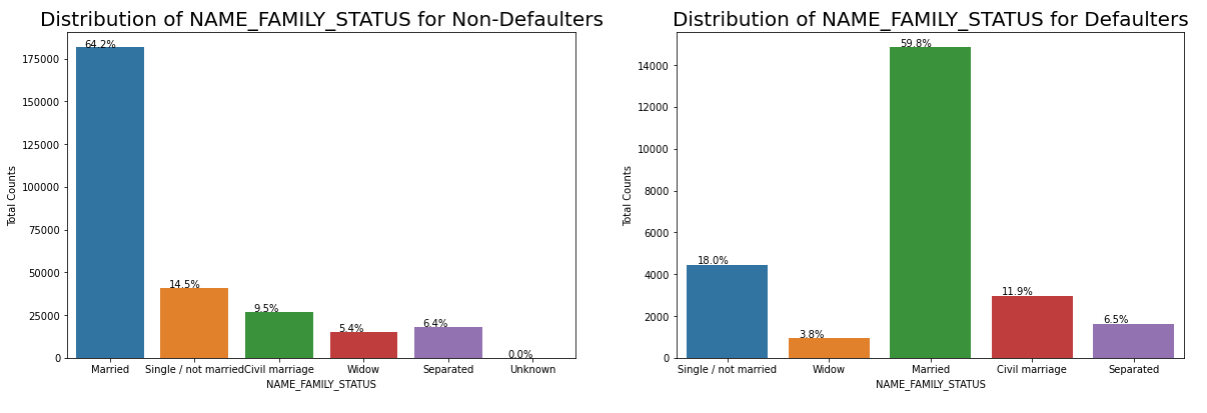 Distribution of NAME_FAMILY_STATUS for Non-Defaulters
64.2%
14.5%
9.5%
5.4%
6.4%
0.0%
175000
150000
125000
100000
75000
50000
25000
0
Total Counts
Married
Single / not married
Civil marriage
Widow
Separated
Unknown
NAME_FAMILY_STATUS
Distribution of NAME_FAMILY_STATUS for Defaulters
18.0%
3.8%
59.8%
11.9%
6.5%
14000
12000
10000
8000
6000
4000
2000
0
Total Counts
Single / not married
Widow
Married
Civil marriage
Separated
NAME_FAMILY_STATUS